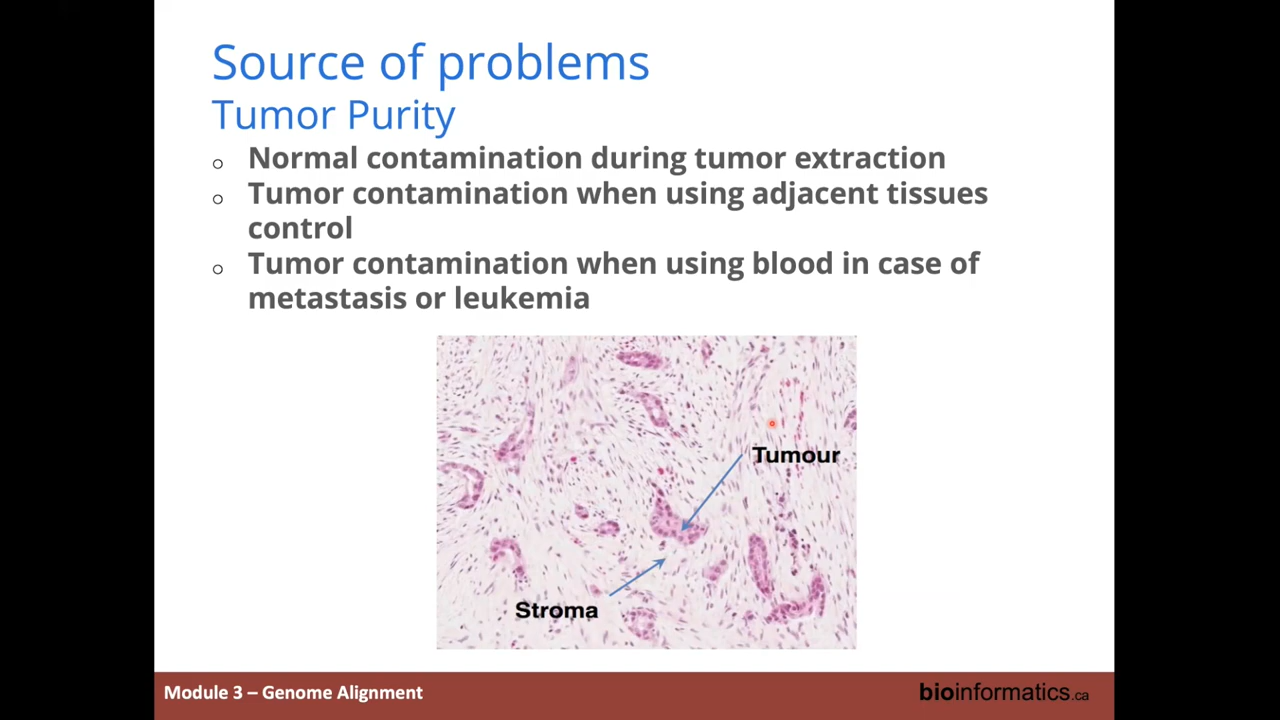 Source of problems
Tumor Purity
Normal contamination during tumor extraction
Tumor contamination when using adjacent tissues
control
Tumor contamination when using blood in case of
metastasis or leukemia
Tumour
Stroma
Module 3 – Genome Alignment
bioinformatics.ca